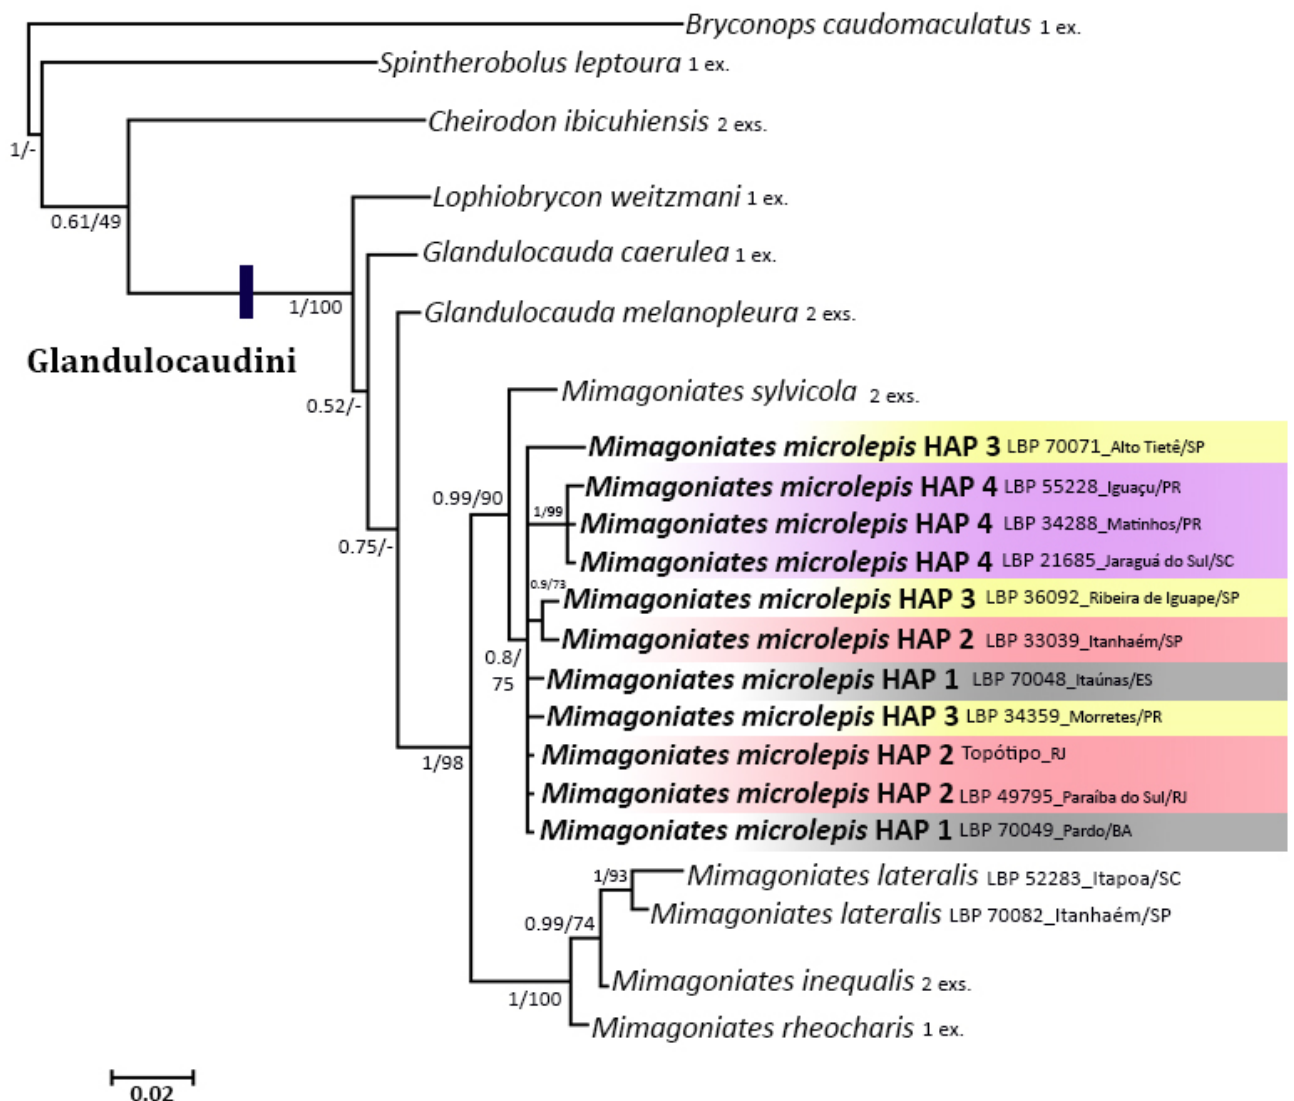 Bryconops caudomaculatus 1 ex.
Spintherobolus leptoura 1 ex.
Cheirodon ibicuhiensis 2 exs.
1/-
Lophiobrycon weitzmani 1 ex.
0.61/49
Glandulocauda caerulea 1 ex.
1/100
Glandulocauda melanopleura 2 exs.
Glandulocaudini
Mimagoniates sylvicola 2 exs.
0.52/-
Mimagoniates microlepis HAP 3 LBP 70071_Alto Tietê/SP
Mimagoniates microlepis HAP 4 LBP 55228_Iguaçu/PR
0.99/90
1/99
Mimagoniates microlepis HAP 4 LBP 34288_Matinhos/PR
0.75/-
Mimagoniates microlepis HAP 4 LBP 21685_Jaraguá do Sul/SC
0.9/73
Mimagoniates microlepis HAP 3 LBP 36092_Ribeira de Iguape/SP
Mimagoniates microlepis HAP 2 LBP 33039_Itanhaém/SP
0.8/
75
Mimagoniates microlepis HAP 1 LBP 70048_Itaúnas/ES
Mimagoniates microlepis HAP 3 LBP 34359_Morretes/PR
Mimagoniates microlepis HAP 2 Topótipo_RJ
1/98
Mimagoniates microlepis HAP 2 LBP 49795_Paraíba do Sul/RJ
Mimagoniates microlepis HAP 1 LBP 70049_Pardo/BA
1/93
Mimagoniates lateralis LBP 52283_Itapoa/SC
Mimagoniates lateralis LBP 70082_Itanhaém/SP
0.99/74
Mimagoniates inequalis 2 exs.
1/100
Mimagoniates rheocharis 1 ex.
0.02